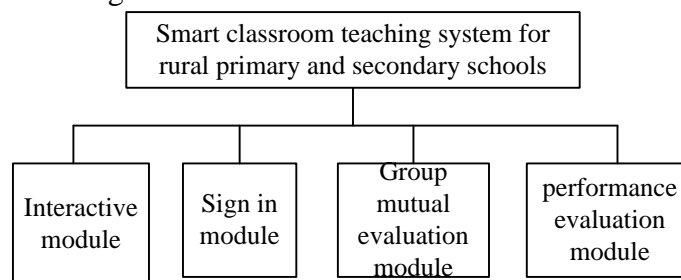 Smart classroom teaching system for
rural primary and secondary schools
Interactive
module
Sign in
module
Group
mutual
evaluation
module
performance
evaluation
module